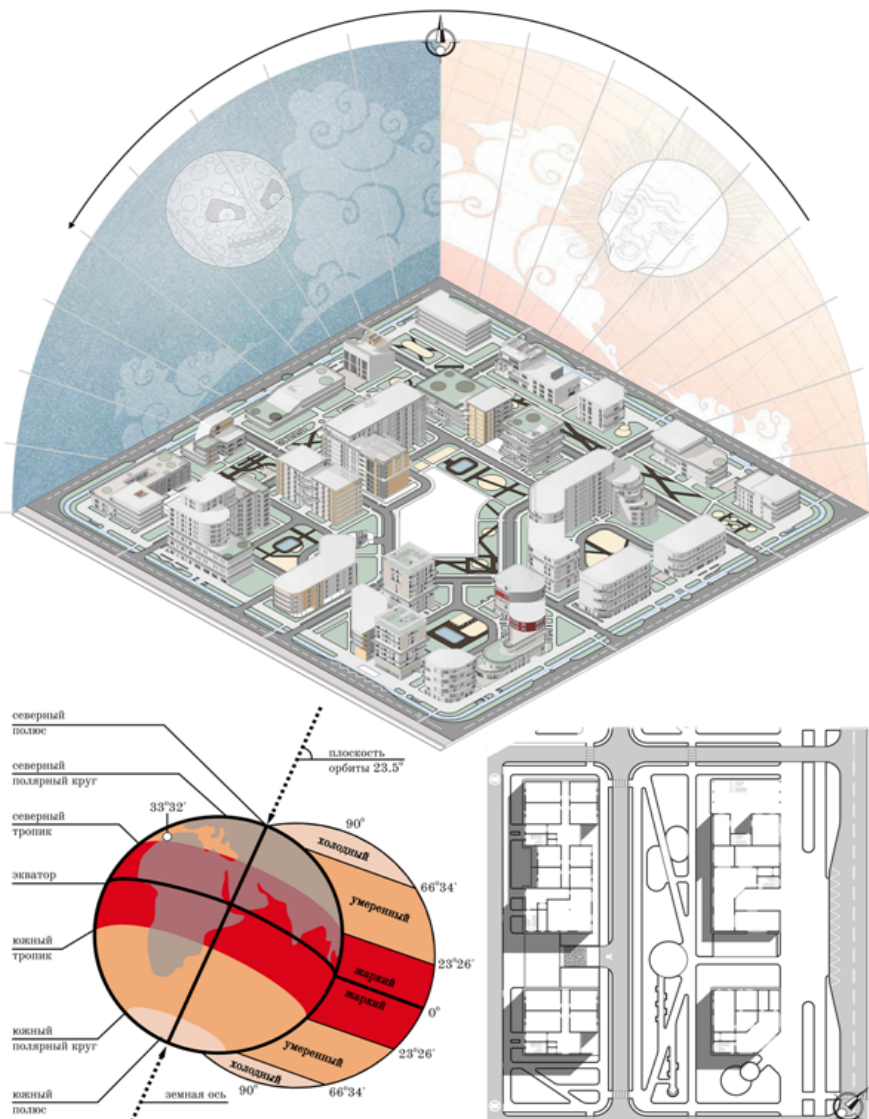 северный
полюс
северный
полярный круг
северный
тропик
экватор
южный
тропик
южный
полярный круг
южный
полюс
33°32'
плоскость
орбиты 23.5°
90°
холодный
66°34'
умеренный
23°26'
жаркий
жаркий
0°
23°26'
умеренный
66°34'
холодный
90°
земная ось